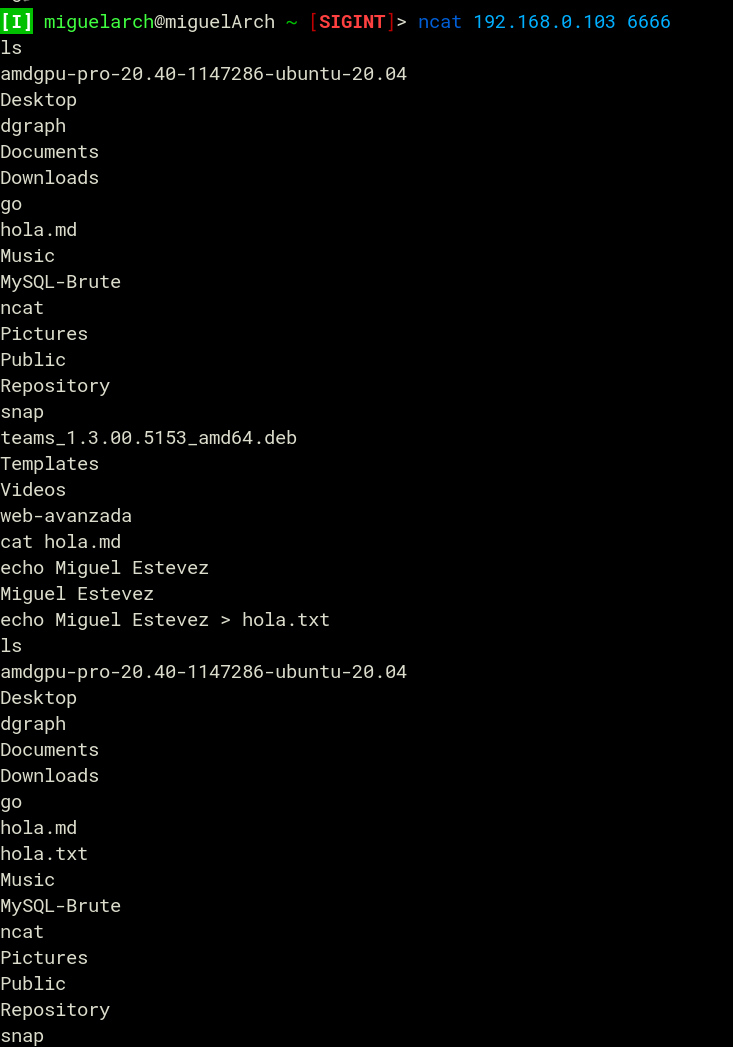 [I] miguelarch@miguelArch ~ [SIGINT]> ncat 192.168.0.103 6666
ls
amdgpu-pro-20.40-1147286-ubuntu-20.04
Desktop
dgraph
Documents
Downloads
go
hola.md
Music
MySQL-Brute
ncat
Pictures
Public
Repository
snap
teams_1.3.00.5153_amd64.deb
Templates
Videos
web-avanzada
cat hola.md
echo Miguel Estevez
Miguel Estevez
echo Miguel Estevez > hola.txt
ls
amdgpu-pro-20.40-1147286-ubuntu-20.04
Desktop
dgraph
Documents
Downloads
go
hola.md
hola.txt
Music
MySQL-Brute
ncat
Pictures
Public
Repository
snap